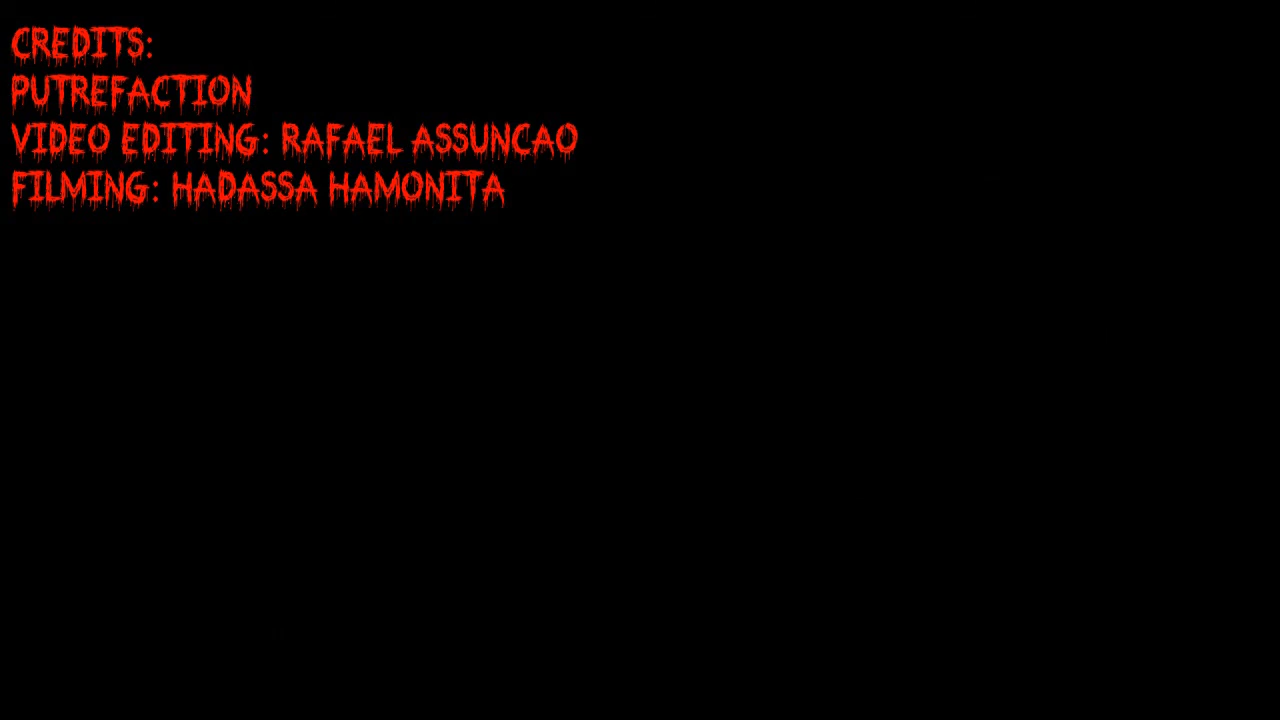 CREDITS:
PUTREFACTION
VIDEO EDITING: RAFAEL ASSUNCAO
FILMING: HADASSA HAMONITA